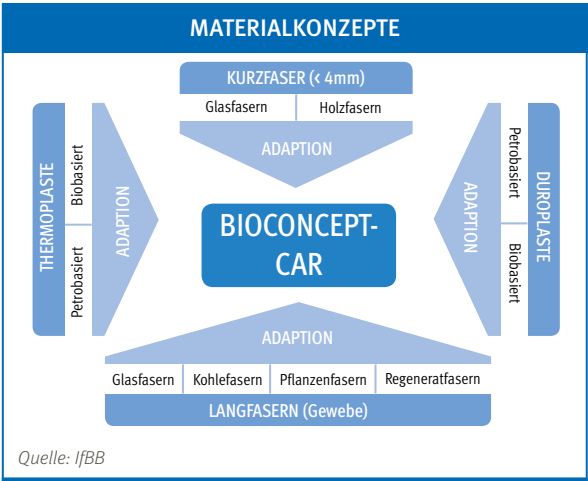 MATERIALKONZEPTE
KURZFASER (< 4mm)
Glasfasern
Holzfasern
ADAPTION
THERMOPLASTE
Biobasiert
Petrobasiert
ADAPTION
BIOCONCEPT-
CAR
ADAPTION
Petrobasiert
Biobasiert
DUROPLASTE
ADAPTION
Glasfasern
Kohlefasern
Pflanzenfasern
Regeneratfasern
LANGFASERN (Gewebe)
Quelle: IfBB